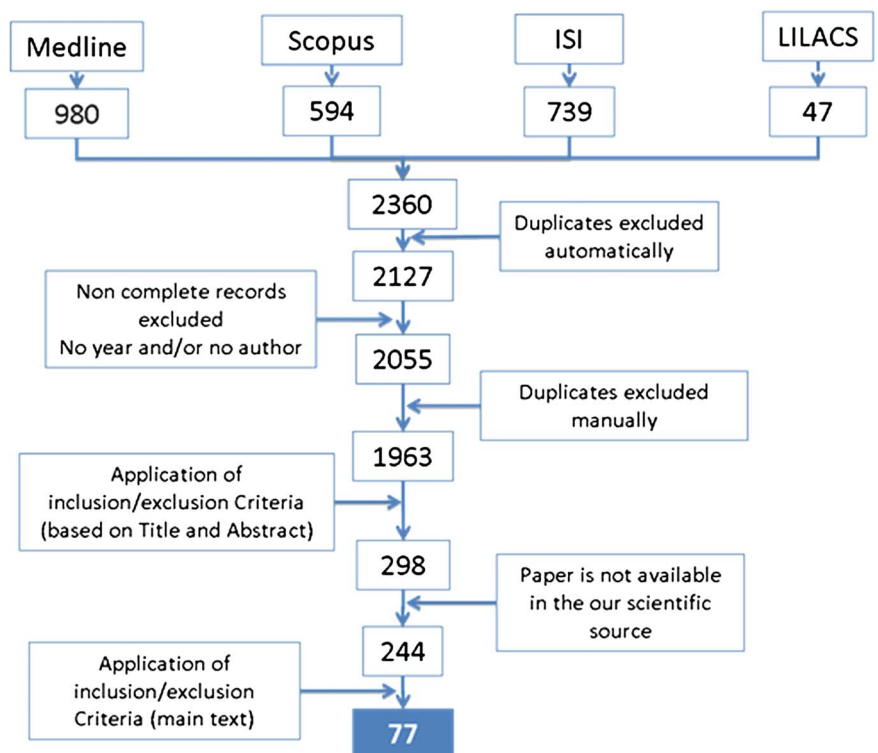 Medline
Scopus
ISI
LILACS
980
594
739
47
2360
Duplicates excluded
automatically
2127
Non complete records
excluded
No year and/or no author
2055
Duplicates excluded
manually
1963
Application of
inclusion/exclusion Criteria
(based on Title and Abstract)
298
Paper is not available
in the our scientific
source
244
Application of
inclusion/exclusion
Criteria (main text)
77